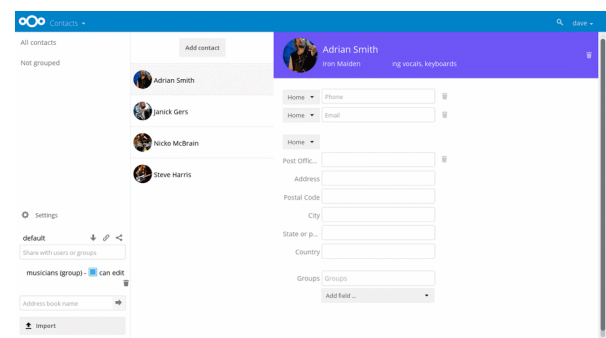 Contacts
dave
All contacts
Not grouped
Settings
default
Share with users or groups
musicians (group) - can edit
Address book name
Import
Add contact
Adrian Smith
Janick Gers
Nicko McBrain
Steve Harris
Adrian Smith
Iron Maiden ng vocals, keyboards
Home Phone
Home Email
Home
Post Offic...
Address
Postal Code
City
State or p...
Country
Groups Groups
Add field ...